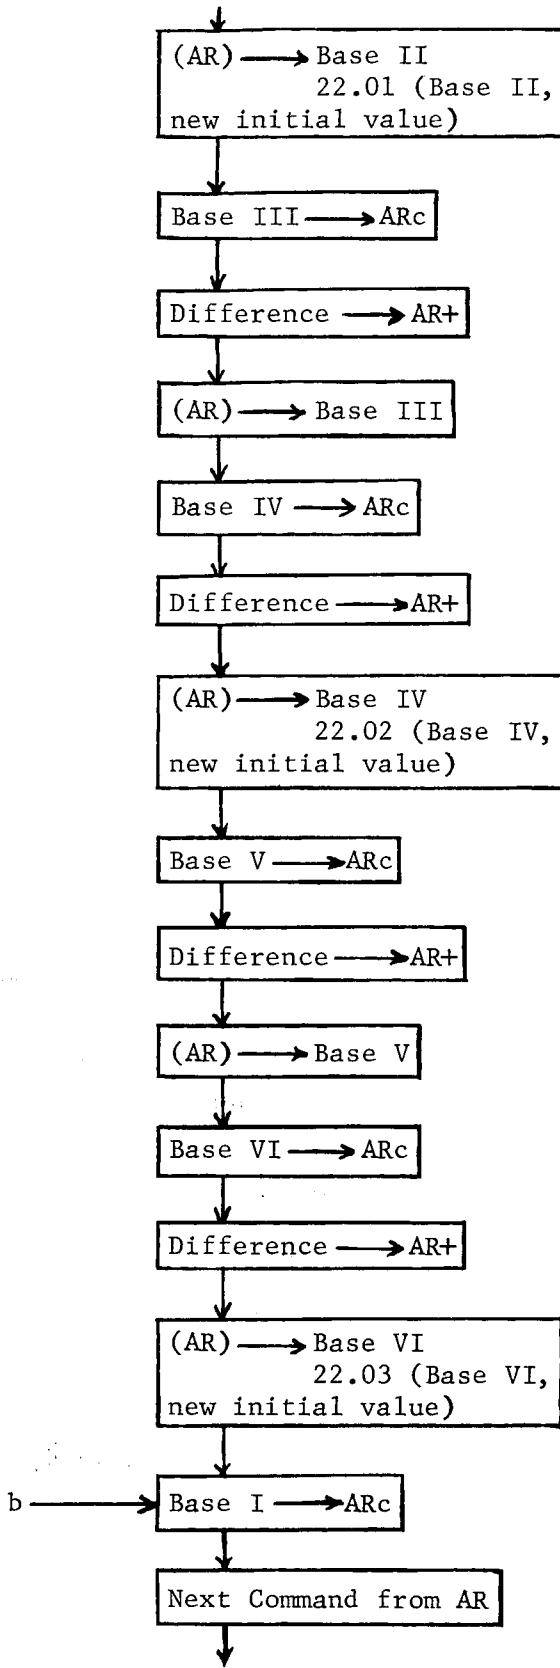 (AR) → Base II
22.01 (Base II,
new initial value)
Base III → ARc
Difference → AR+
(AR) → Base III
Base IV → ARc
Difference → AR+
(AR) → Base IV
22.02 (Base IV,
new initial value)
Base V → ARc
Difference → AR+
(AR) → Base V
Base VI → ARc
Difference → AR+
(AR) → Base VI
22.03 (Base VI,
new initial value)
b → Base I → ARc
Next Command from AR